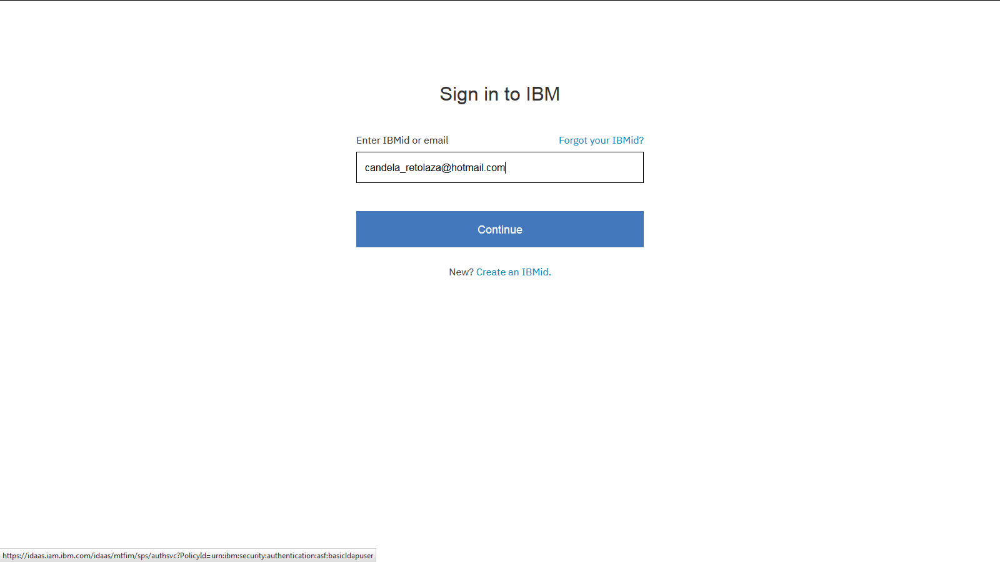 Sign in to IBM
Enter IBMid or email
Forgot your IBMid?
candela_retolaza@hotmail.com
Continue
New? Create an IBMid.
https://idaas.iam.ibm.com/idaas/mtfim/sps/authsvc?PolicyId=urn:ibm:security:authentication:asf:basicldapuser